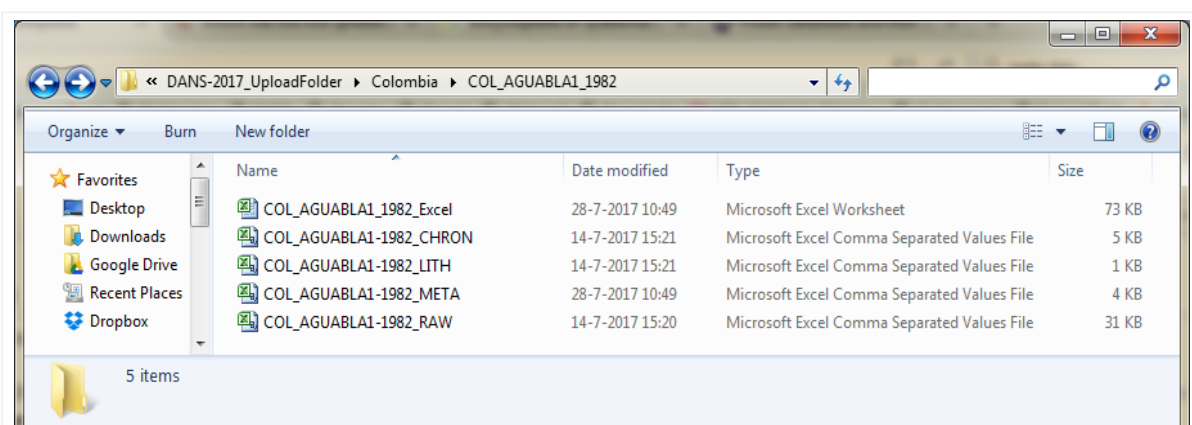 « DANS-2017_UploadFolder ▸ Colombia ▸ COL_AGUABLA1_1982
Organize ▾ Burn New folder
Favorites
Desktop
Downloads
Google Drive
Recent Places
Dropbox
Name Date modified Type Size
COL_AGUABLA1_1982_Excel 28-7-2017 10:49 Microsoft Excel Worksheet 73 KB
COL_AGUABLA1-1982_CHRON 14-7-2017 15:21 Microsoft Excel Comma Separated Values File 5 KB
COL_AGUABLA1-1982_LITH 14-7-2017 15:21 Microsoft Excel Comma Separated Values File 1 KB
COL_AGUABLA1-1982_META 28-7-2017 10:49 Microsoft Excel Comma Separated Values File 4 KB
COL_AGUABLA1-1982_RAW 14-7-2017 15:20 Microsoft Excel Comma Separated Values File 31 KB
5 items